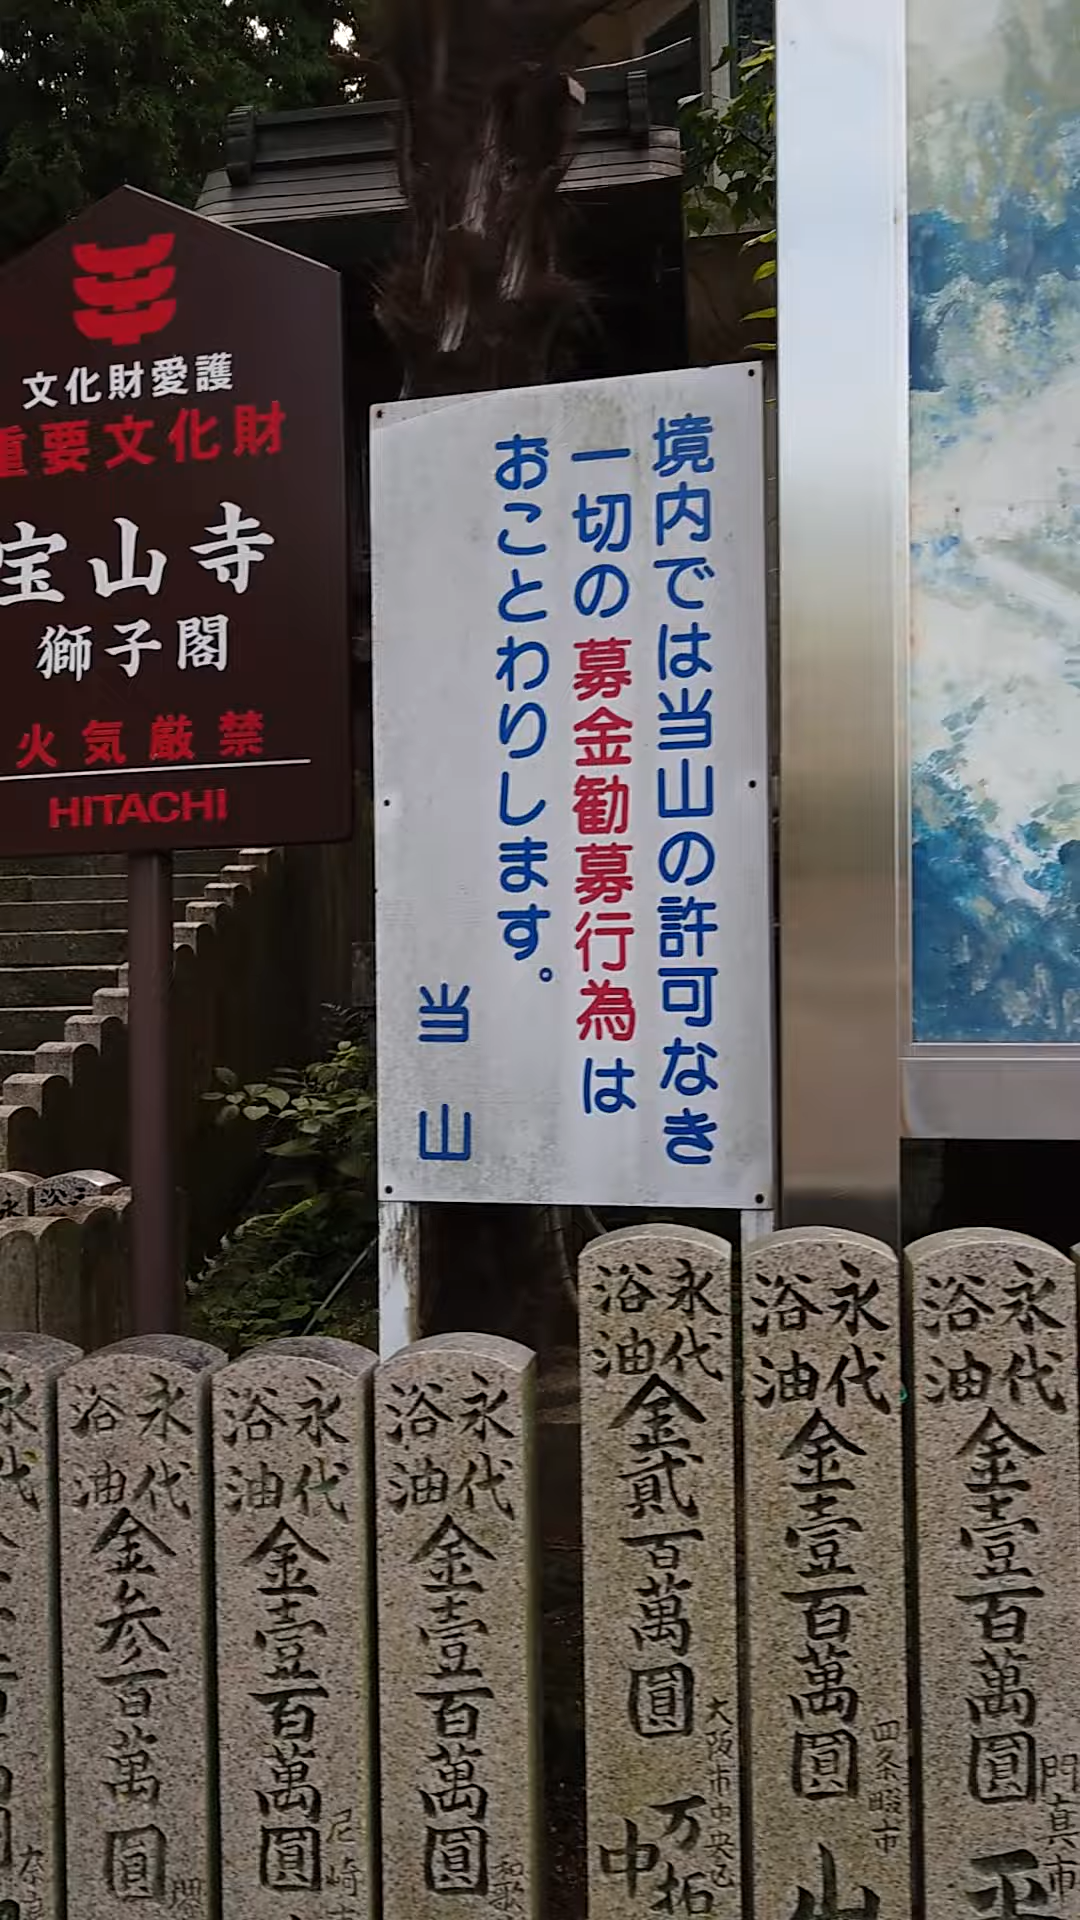 文化財愛護
重要文化財
宝山寺
獅子閣
火気厳禁
HITACHI
境内では当山の許可なき
一切の募金勧募行為は
おことわりします。
当山
永代
浴油
金参百萬圓
永代
浴油
金壹百萬圓
尼崎
永代
浴油
金壹百萬圓
和歌
永代
浴油
金貳百萬圓
大阪市中央区
永代
浴油
金壹百萬圓
四条畷市
山
永代
浴油
金壹百萬圓
門真市